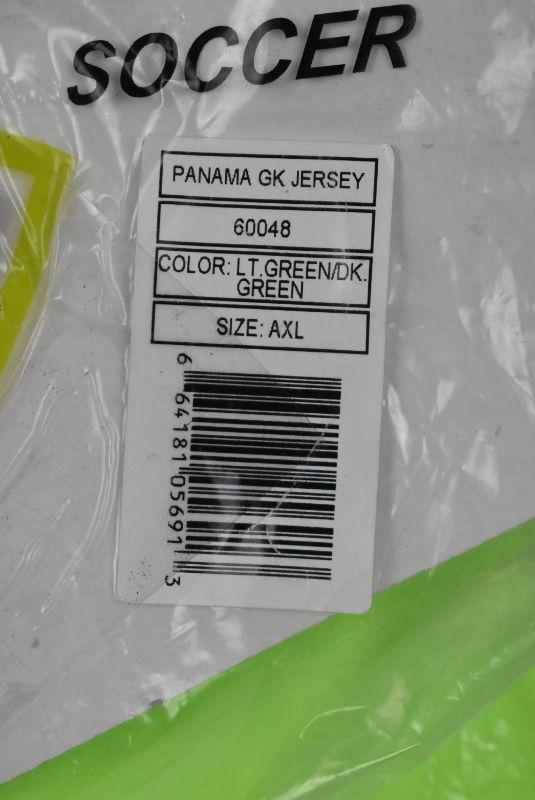 SOCCER
PANAMA GK JERSEY
60048
COLOR: LT.GREEN/DK.
GREEN
SIZE: AXL
6 64181 05691 3